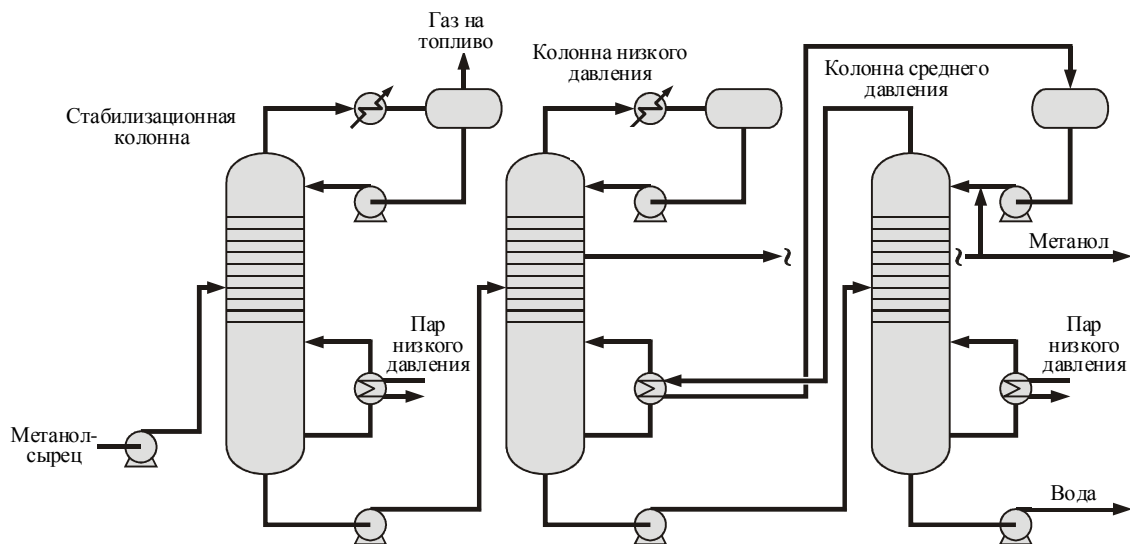 Газ на
топливо
Колонна низкого
давления
Колонна среднего
давления
Стабилизационная
колонна
Метанол
Пар
низкого
давления
Пар
низкого
давления
Метанол-
сырец
Вода